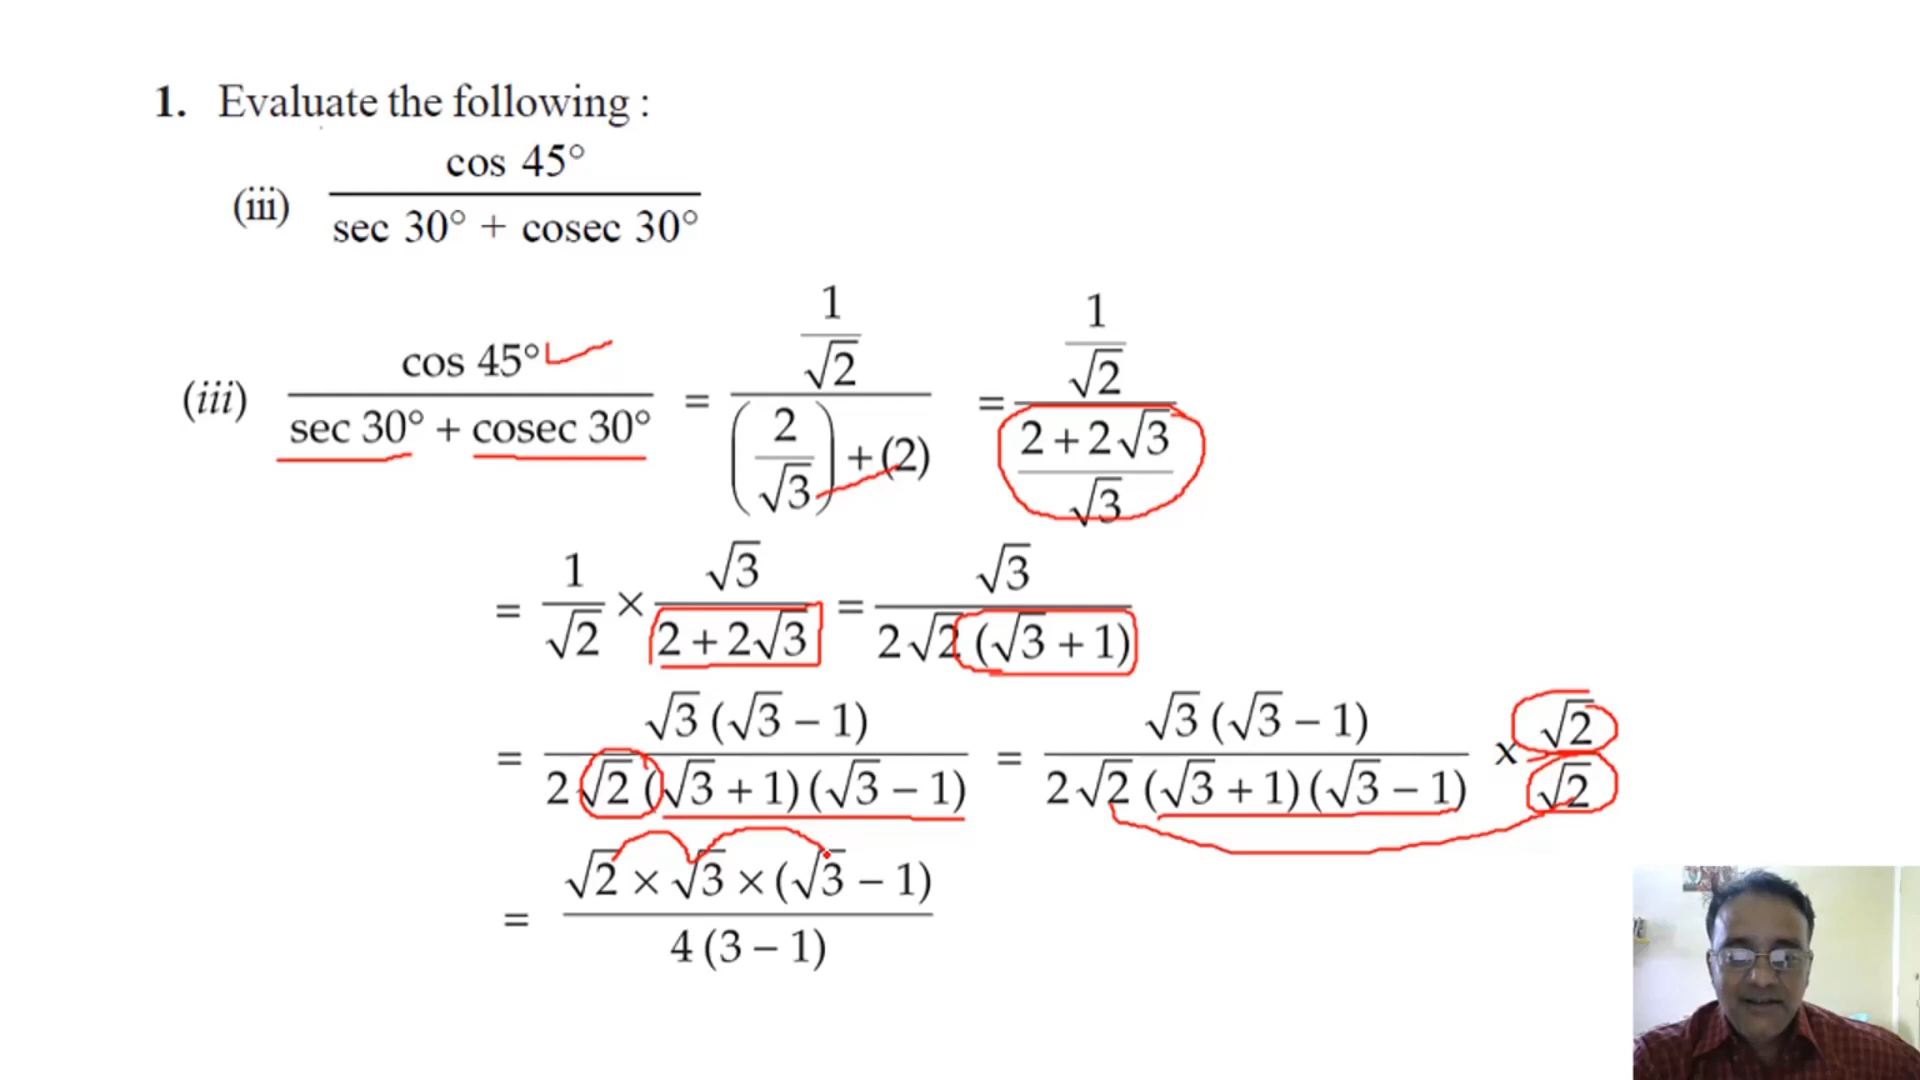 1. Evaluate the following :
(iii) cos 45° / (sec 30° + cosec 30°)
(iii) cos 45° / (sec 30° + cosec 30°) = (1/√2) / ((2/√3) + (2)) = (1/√2) / ((2 + 2√3)/√3)
= 1/√2 × √3/(2 + 2√3) = √3 / (2√2 (√3 + 1))
= √3 (√3 − 1) / (2√2 (√3 + 1) (√3 − 1)) = √3 (√3 − 1) / (2√2 (√3 + 1) (√3 − 1)) x √2/√2
= √2 × √3 × (√3 − 1) / (4 (3 − 1))